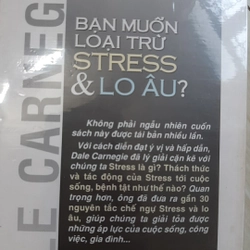 LE CARNEG
BẠN MUỐN
LOẠI TRỪ
STRESS
& LO ÂU?
Không phải ngẫu nhiên cuốn
sách này được tái bản nhiều lần.
Với cách diễn đạt ý vị và hấp dẫn,
Dale Carnegie đã lý giải cặn kẽ với
chúng ta Stress là gì? Thách thức
và tác động của Stress tới cuộc
sống, bệnh tật như thế nào? Quan
trọng hơn, ông đã đưa ra gần 30
nguyên tắc chế ngự Stress và lo
âu, giúp chúng ta giải tỏa được
những áp lực của cuộc sống, công
việc, gia đình...